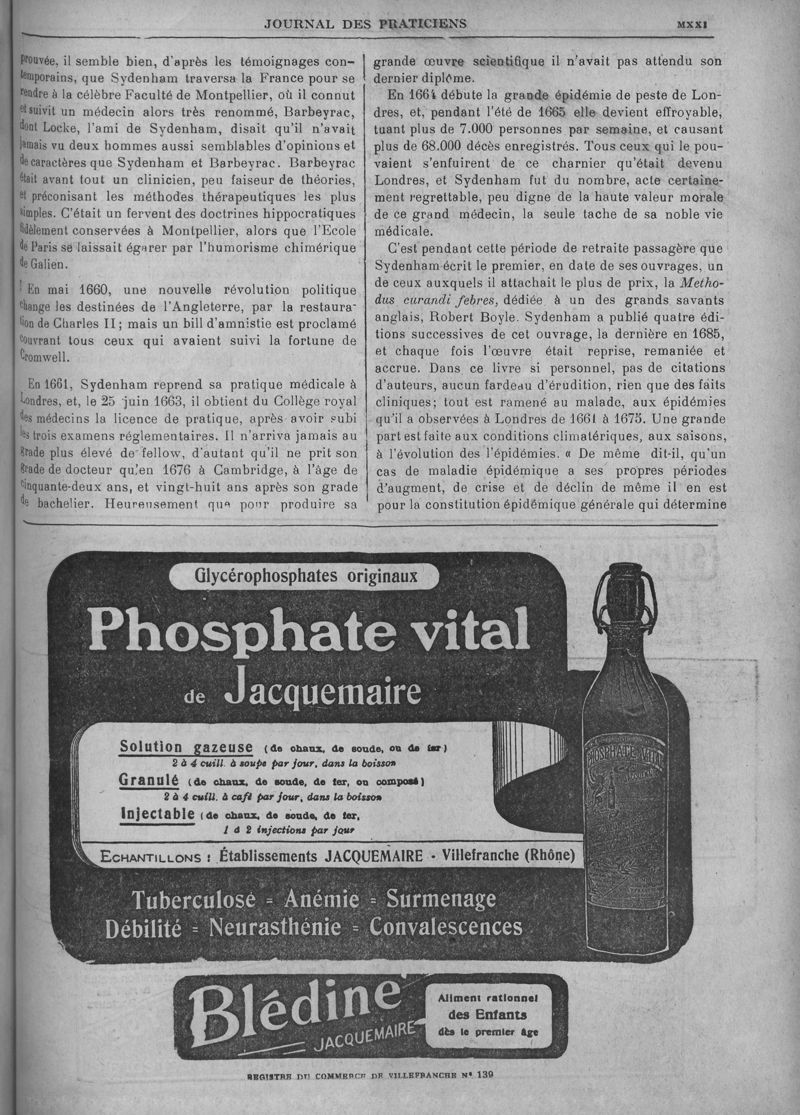 JOURNAL DES PRATICIENS
MXXI
prouvée, il semble bien, d'après les témoignages con-
temporains, que Sydenham traversa la France pour se
rendre à la célèbre Faculté de Montpellier, où il connut
et suivit un médecin alors très renommé, Barbeyrac,
dont Locke, l'ami de Sydenham, disait qu'il n'avait
jamais vu deux hommes aussi semblables d'opinions et
de caractères que Sydenham et Barbeyrac. Barbeyrac
était avant tout un clinicien, peu faiseur de théories,
et préconisant les méthodes thérapeutiques les plus
simples. C'était un fervent des doctrines hippocratiques
fidèlement conservées à Montpellier, alors que l'Ecole
de Paris se laissait égarer par l'humorisme chimérique
de Galien.
En mai 1660, une nouvelle révolution politique
change les destinées de l'Angleterre, par la restaura-
tion de Charles II ; mais un bill d'amnistie est proclamé
couvrant tous ceux qui avaient suivi la fortune de
Cromwell.
En 1661, Sydenham reprend sa pratique médicale à
Londres, et, le 25 juin 1663, il obtient du Collège royal
des médecins la licence de pratique, après avoir subi
les trois examens réglementaires. Il n'arriva jamais au
grade plus élevé de fellow, d'autant qu'il ne prit son
grade de docteur qu'en 1676 à Cambridge, à l'âge de
cinquante-deux ans, et vingt-huit ans après son grade
de bachelier. Heureusement que pour produire sa
grande œuvre scientifique il n'avait pas attendu son
dernier diplôme.
En 1664 débute la grande épidémie de peste de Lon-
dres, et, pendant l'été de 1665 elle devient effroyable,
tuant plus de 7.000 personnes par semaine, et causant
plus de 68.000 décès enregistrés. Tous ceux qui le pou-
vaient s'enfuirent de ce charnier qu'était devenu
Londres, et Sydenham fut du nombre, acte certaine-
ment regrettable, peu digne de la haute valeur morale
de ce grand médecin, la seule tache de sa noble vie
médicale.
C'est pendant cette période de retraite passagère que
Sydenham écrit le premier, en date de ses ouvrages, un
de ceux auxquels il attachait le plus de prix, la Metho-
dus curandi febres, dédiée à un des grands savants
anglais, Robert Boyle. Sydenham a publié quatre édi-
tions successives de cet ouvrage, la dernière en 1685,
et chaque fois l'œuvre était reprise, remaniée et
accrue. Dans ce livre si personnel, pas de citations
d'auteurs, aucun fardeau d'érudition, rien que des faits
cliniques; tout est ramené au malade, aux épidémies
qu'il a observées à Londres de 1661 à 1675. Une grande
part est faite aux conditions climatériques, aux saisons,
à l'évolution des l'épidémies. « De même dit-il, qu'un
cas de maladie épidémique a ses propres périodes
d'augment, de crise et de déclin de même il en est
pour la constitution épidémique générale qui détermine
Glycérophosphates originaux
Phosphate vital
de Jacquemaire
Solution gazeuse (de chaux, de soude, ou de fer)
2 à 4 cuill. à soupe par jour, dans la boisson
Granulé (de chaux, de soude, de fer, ou composé)
2 à 4 cuill. à café par jour, dans la boisson
Injectable (de chaux, de soude, de fer,
1 à 2 injections par jour
ECHANTILLONS : Établissements JACQUEMAIRE - Villefranche (Rhône)
PHOSPHATE VITAL
Tuberculose = Anémie = Surmenage
Débilité = Neurasthénie = Convalescences
Blédine
JACQUEMAIRE
Aliment rationnel
des Enfants
dès le premier âge
REGISTRE DU COMMERCE DE VILLEFRANCHE N° 139